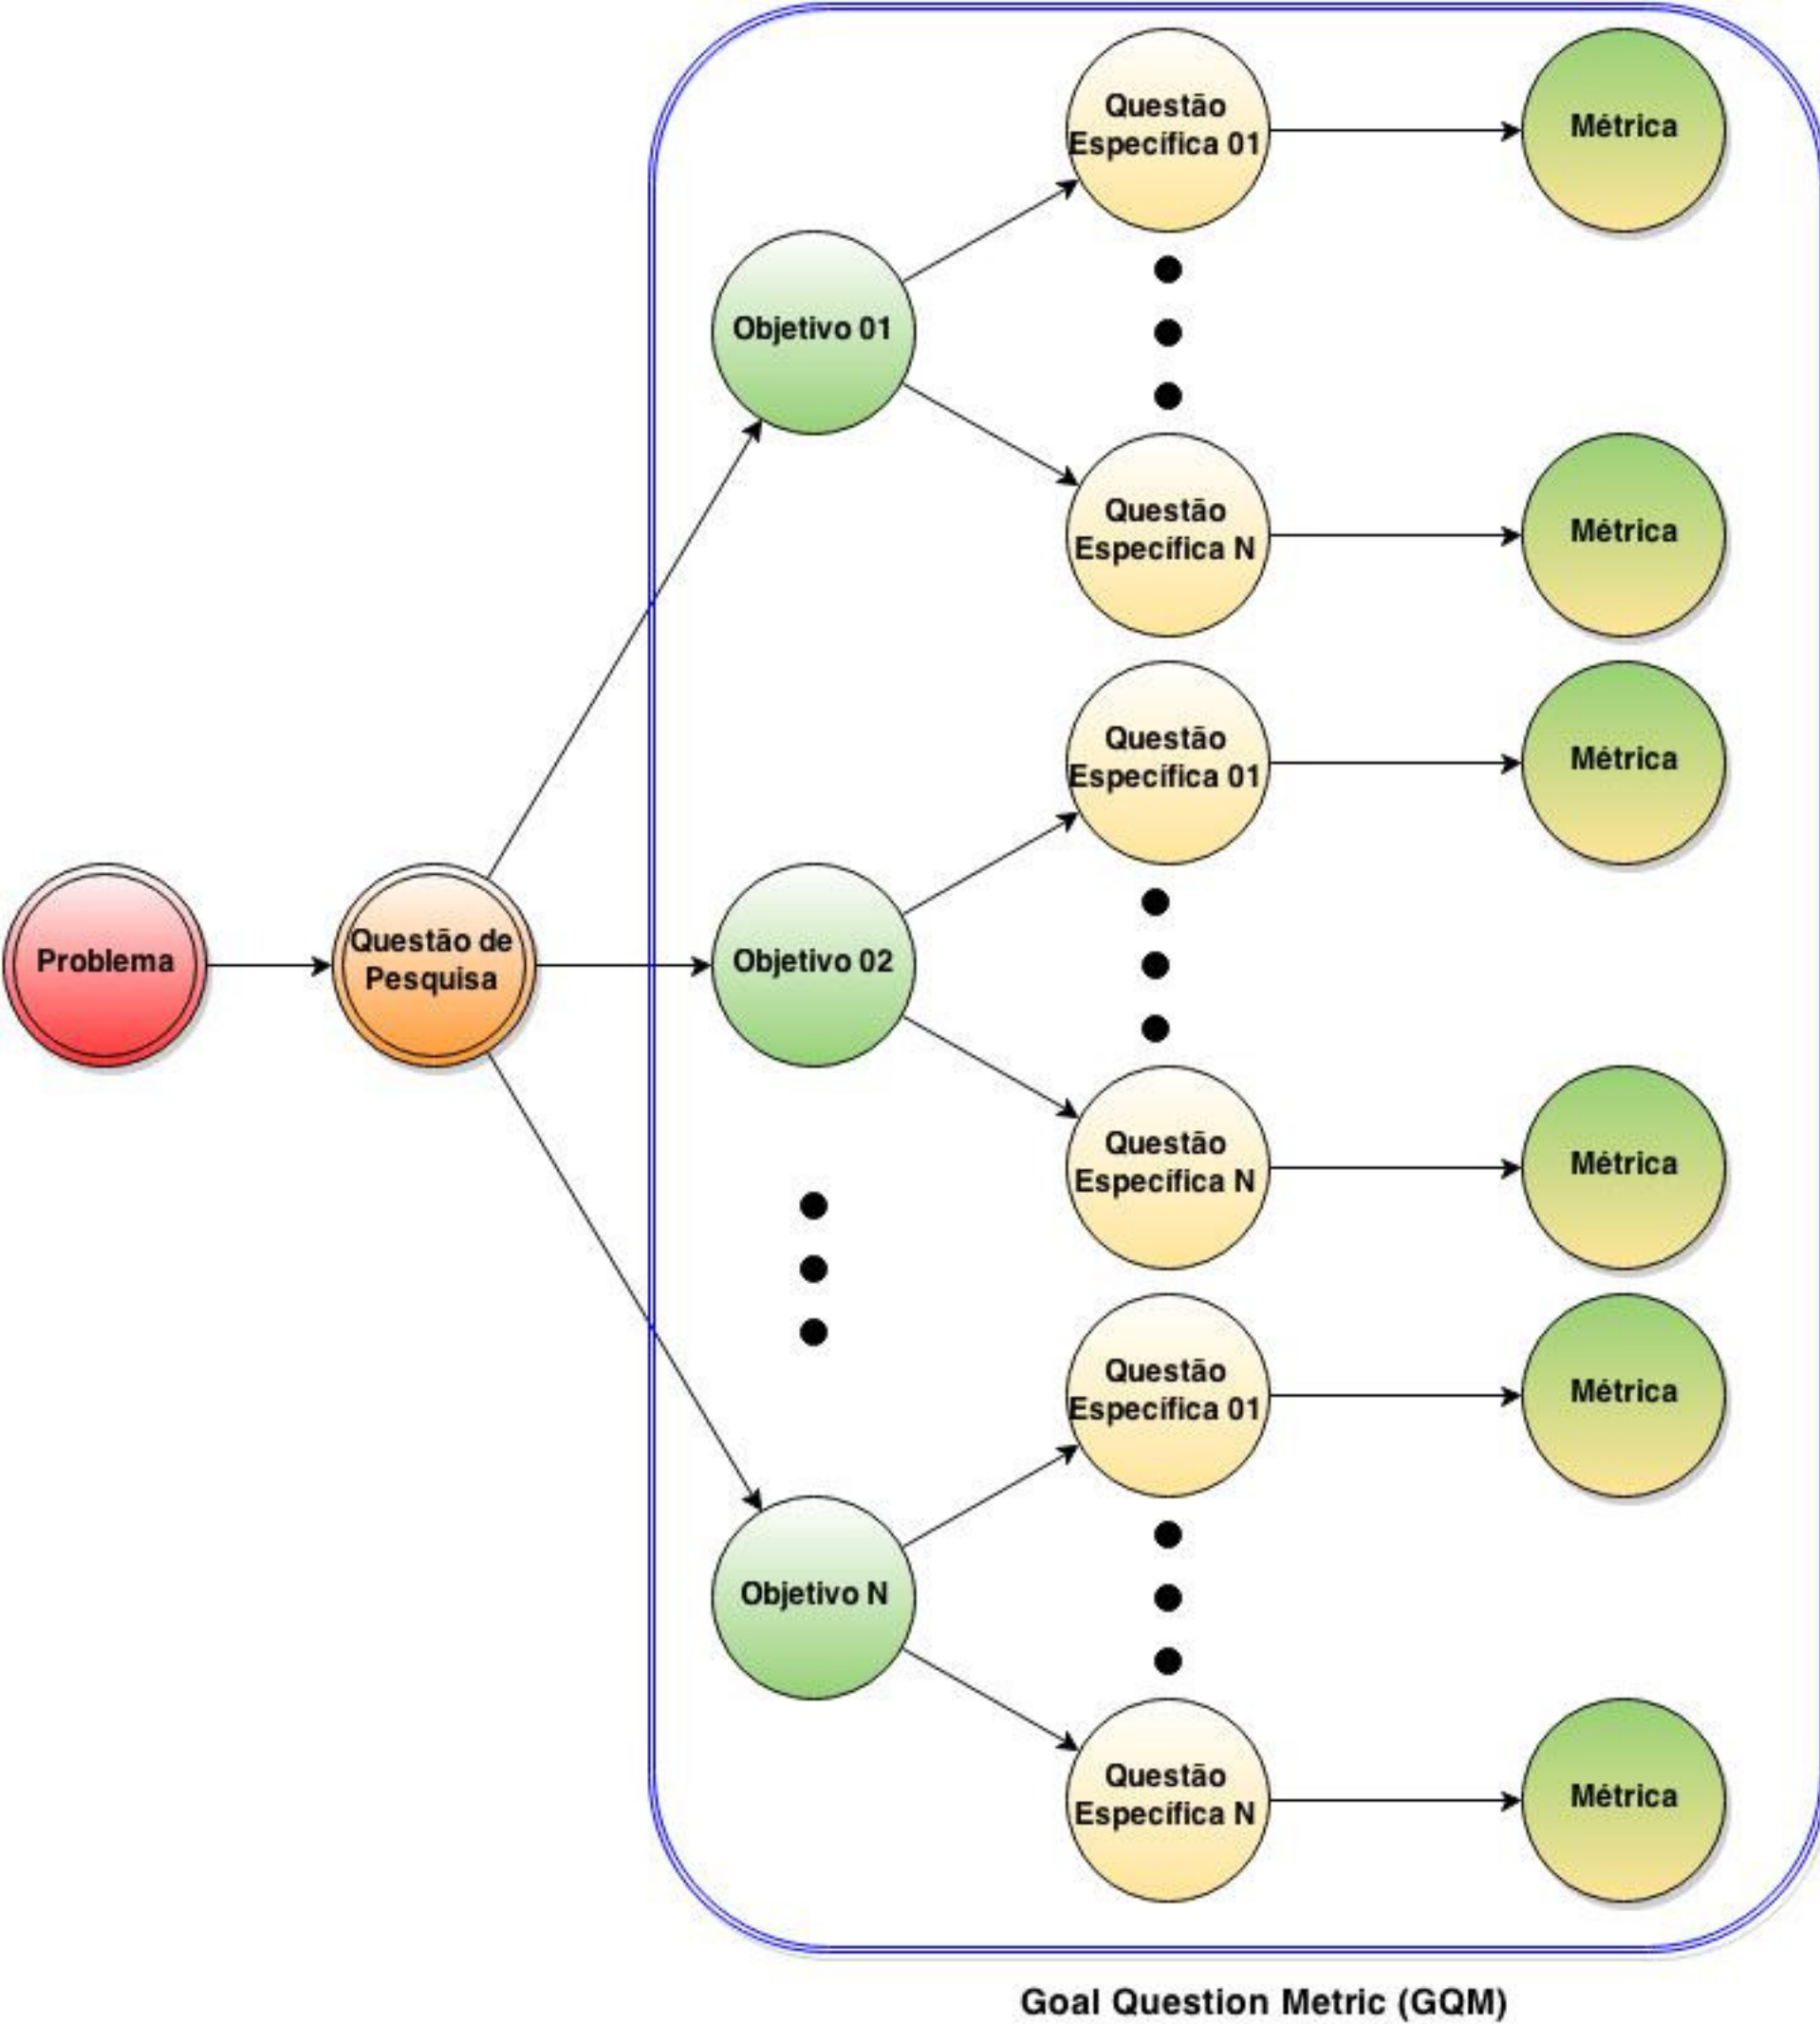 Problema
Questão de
Pesquisa
Objetivo 01
Questão
Específica 01
Métrica
Questão
Específica N
Métrica
Objetivo 02
Questão
Específica 01
Métrica
Questão
Específica N
Métrica
Objetivo N
Questão
Específica 01
Métrica
Questão
Específica N
Métrica
Goal Question Metric (GQM)